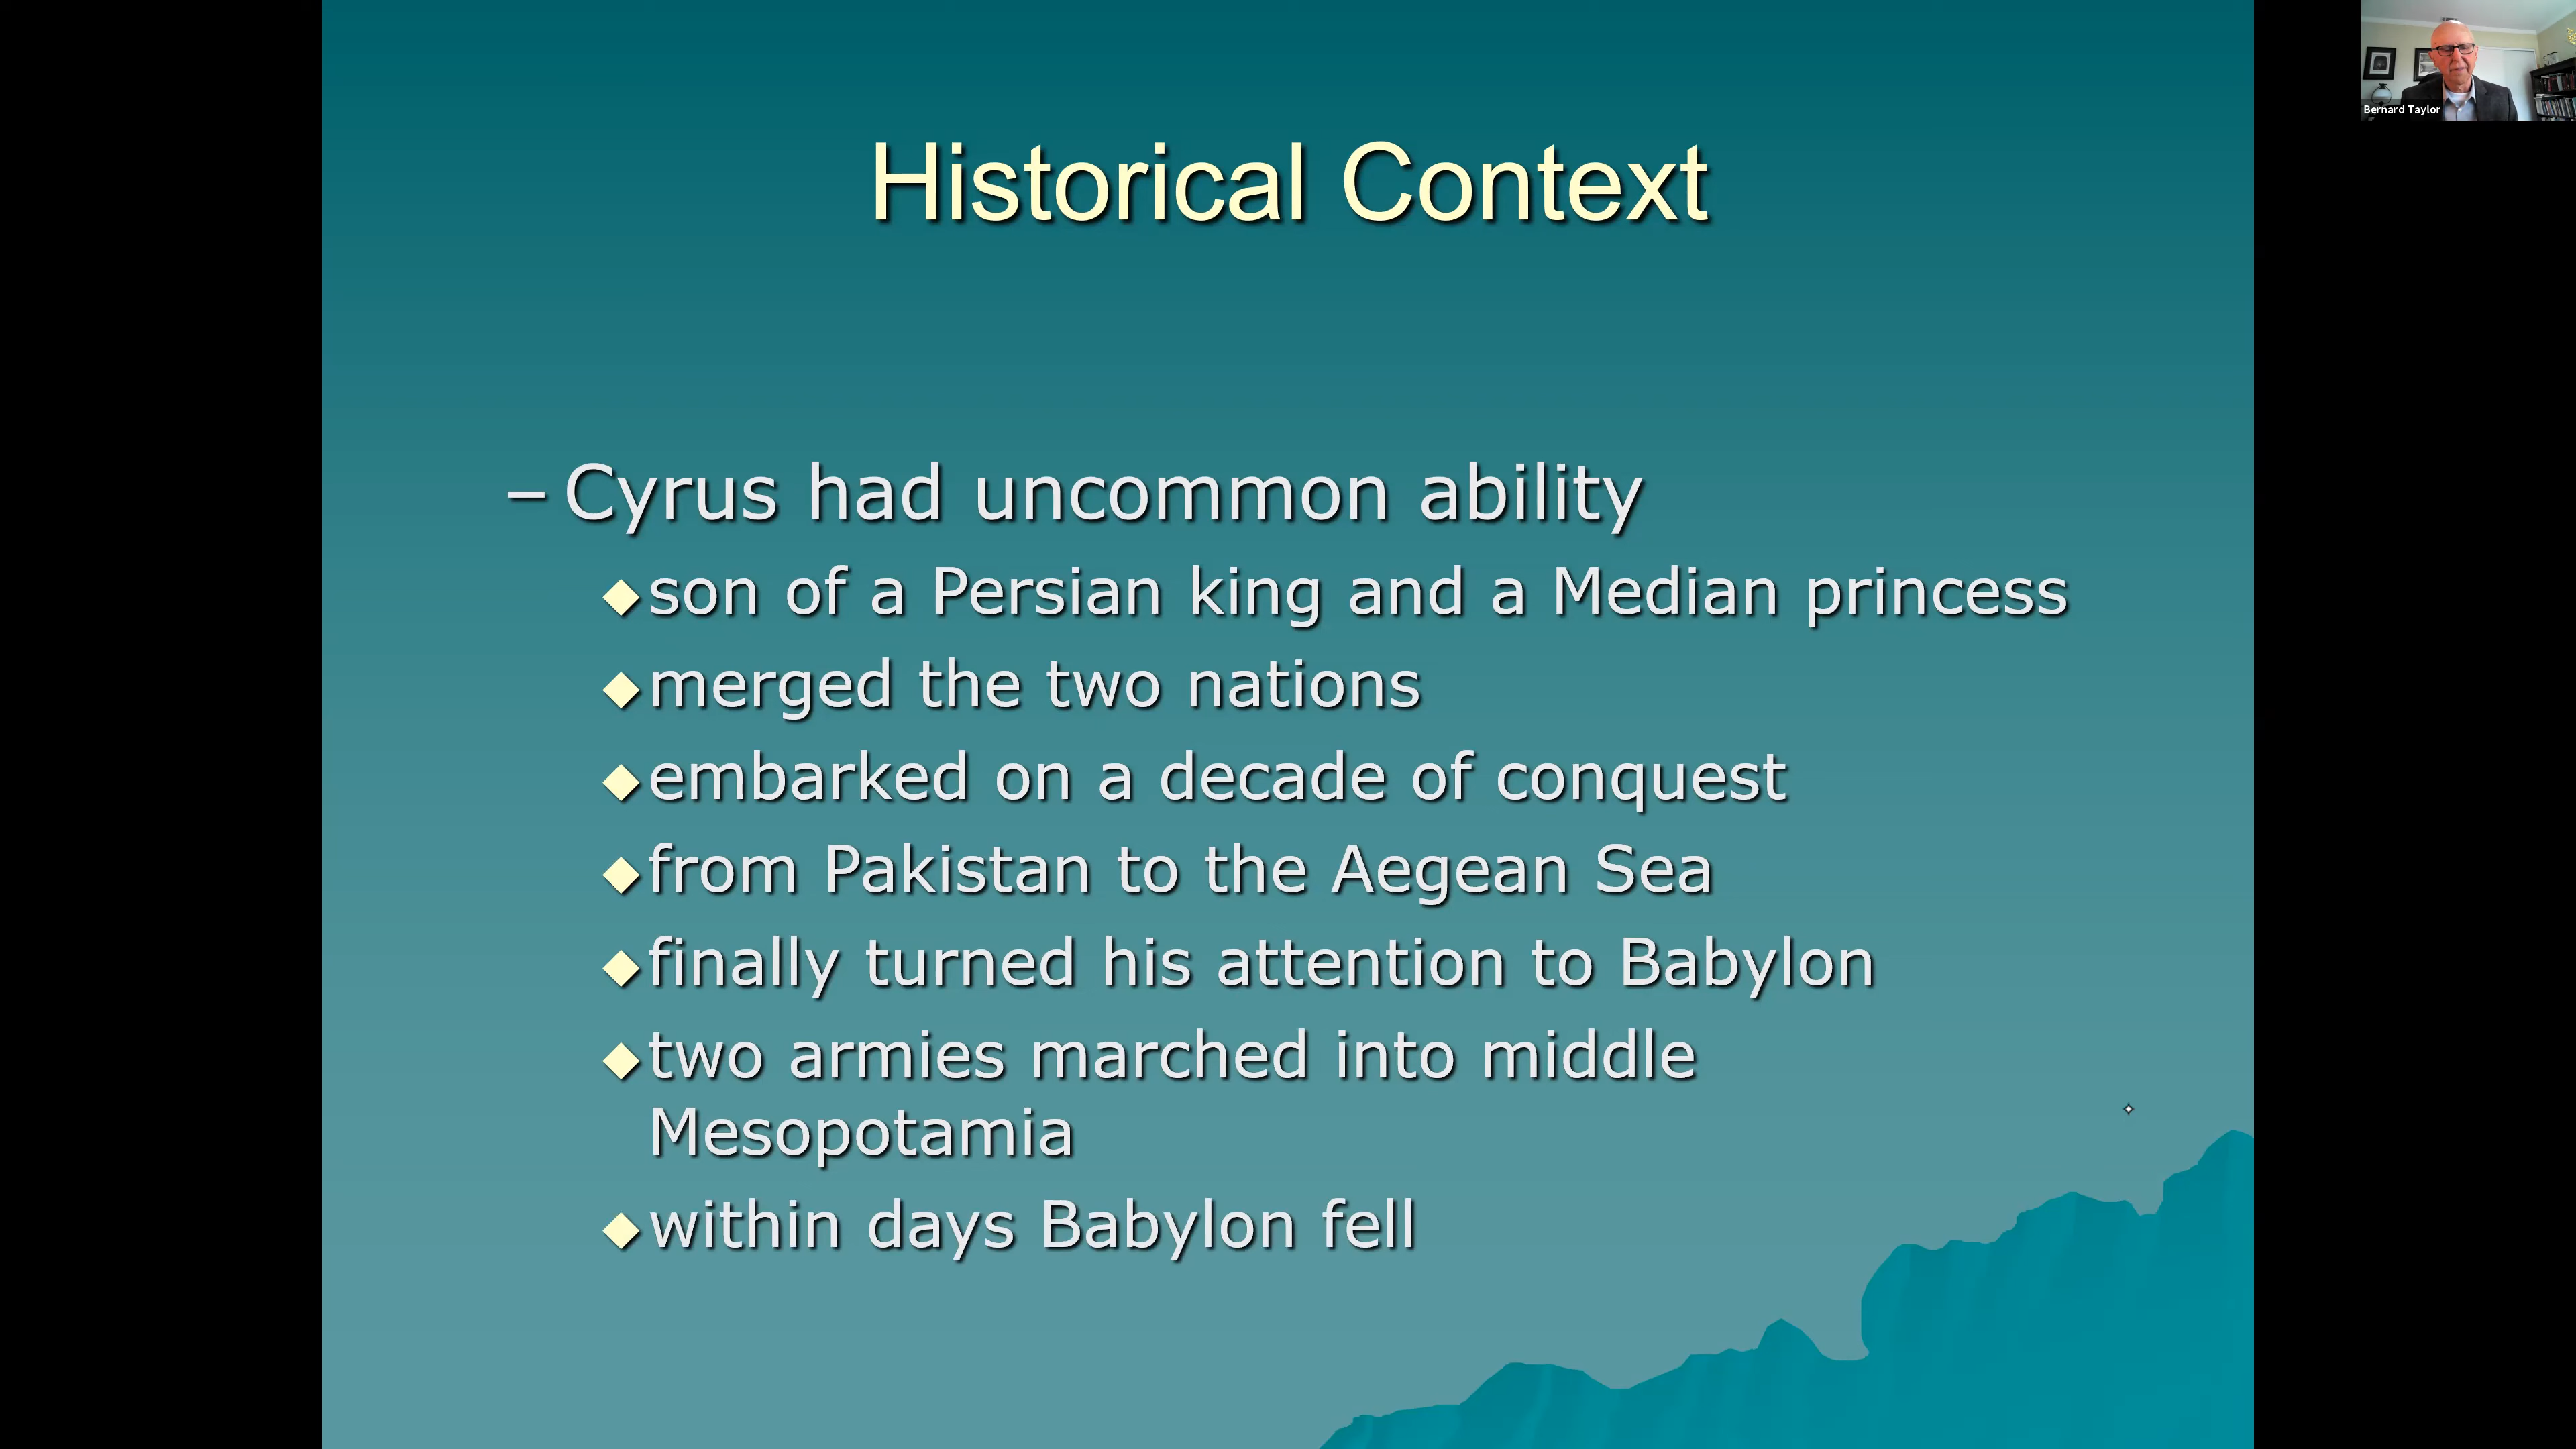 Historical Context
– Cyrus had uncommon ability
◆ son of a Persian king and a Median princess
◆ merged the two nations
◆ embarked on a decade of conquest
◆ from Pakistan to the Aegean Sea
◆ finally turned his attention to Babylon
◆ two armies marched into middle
Mesopotamia
◆ within days Babylon fell
Bernard Taylor